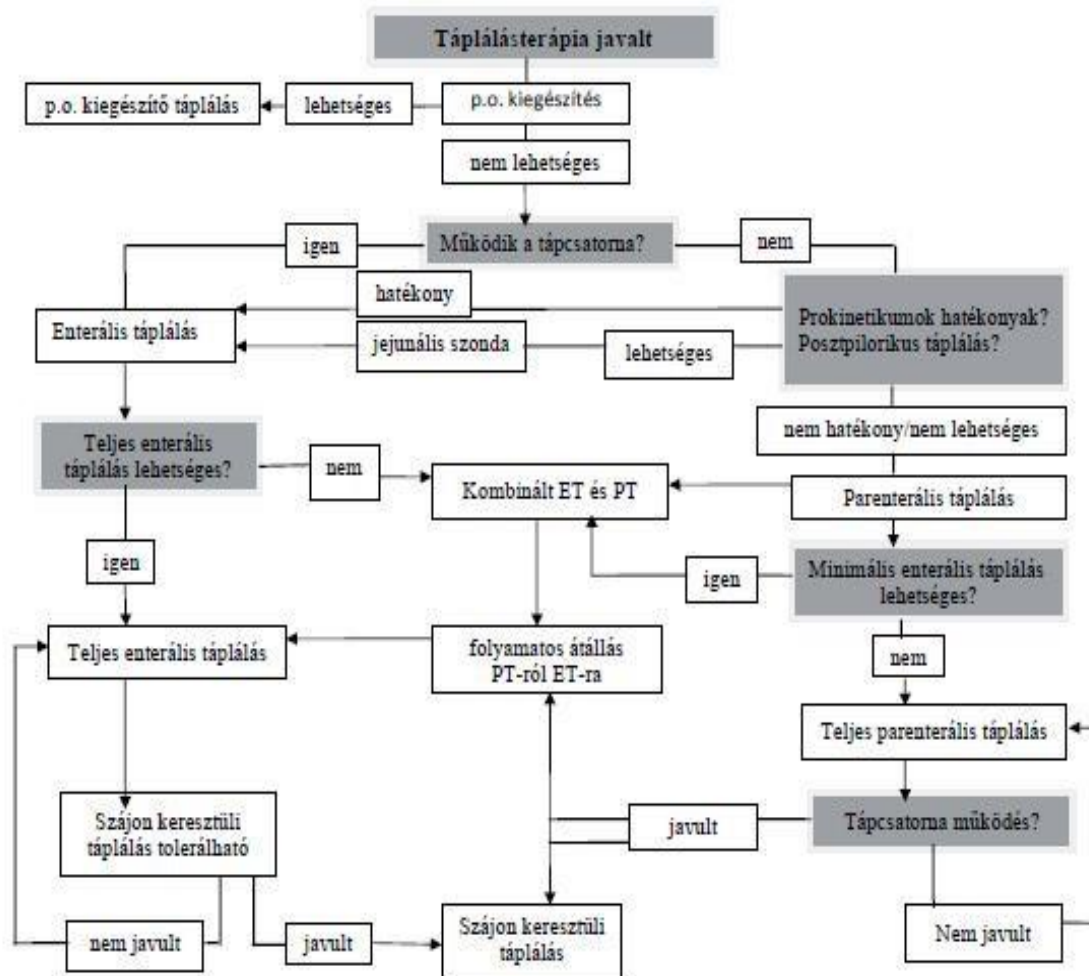 Táplálásterápia javalt
p.o. kiegészítő táplálás
lehetséges
p.o. kiegészítés
nem lehetséges
igen
Működik a tápcsatorna?
nem
hatékony
Prokinetikumok hatékonyak?
Posztpilorikus táplálás?
Enterális táplálás
jejunális szonda
lehetséges
nem hatékony/nem lehetséges
Teljes enterális
táplálás lehetséges?
nem
Kombinált ET és PT
Parenterális táplálás
igen
igen
Minimális enterális táplálás
lehetséges?
Teljes enterális táplálás
folyamatos átállás
PT-ról ET-ra
nem
Teljes parenterális táplálás
Szájon keresztüli
táplálás tolerálható
javult
Tápcsatorna működés?
nem javult
javult
Szájon keresztüli
táplálás
Nem javult